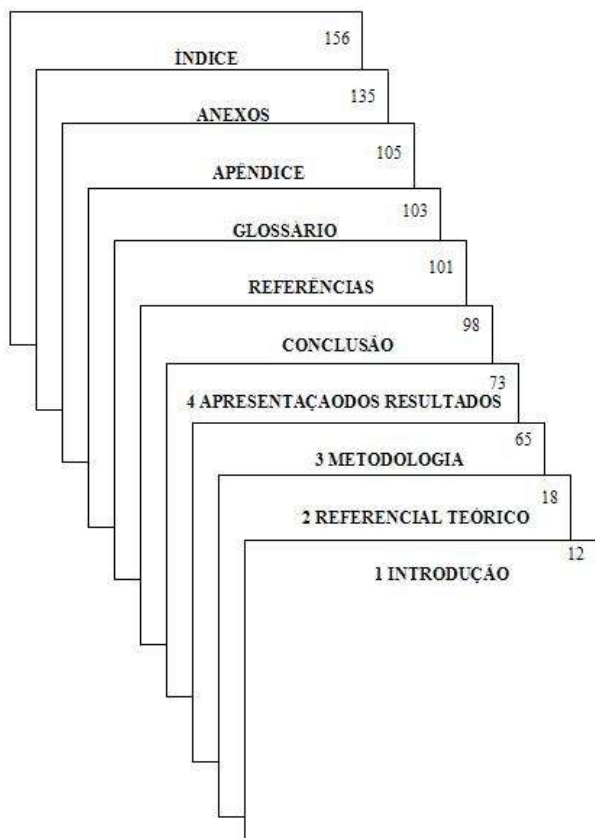 156
ÍNDICE
135
ANEXOS
105
APÊNDICE
103
GLOSSÁRIO
101
REFERÊNCIAS
98
CONCLUSÃO
73
4 APRESENTAÇAODOS RESULTADOS
65
3 METODOLOGIA
18
2 REFERENCIAL TEÓRICO
12
1 INTRODUÇÃO